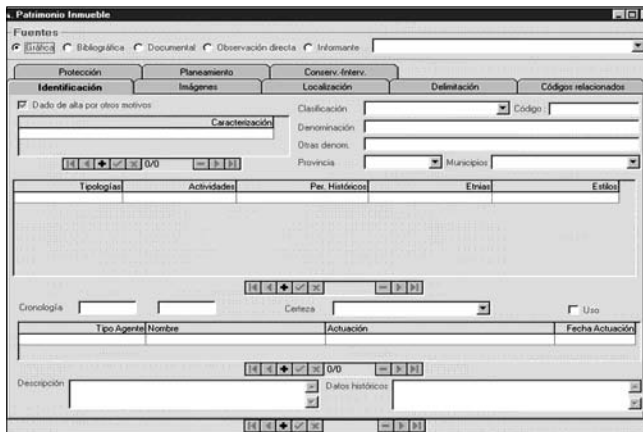 Patrimonio Inmueble
Fuentes
Gráfica Bibliográfica Documental Observación directa Informante
Protección Planeamiento Conserv.-Interv.
Identificación Imágenes Localización Delimitación Códigos relacionados
Dado de alta por otros motivos
Caracterización
Clasificación Código:
Denominación
Otras denom.
0/0 Provincia Municipios
Tipologías Actividades Per. Históricos Etnias Estilos
Cronología Certeza Uso
Tipo Agente Nombre Actuación Fecha Actuación
0/0
Descripción Datos históricos